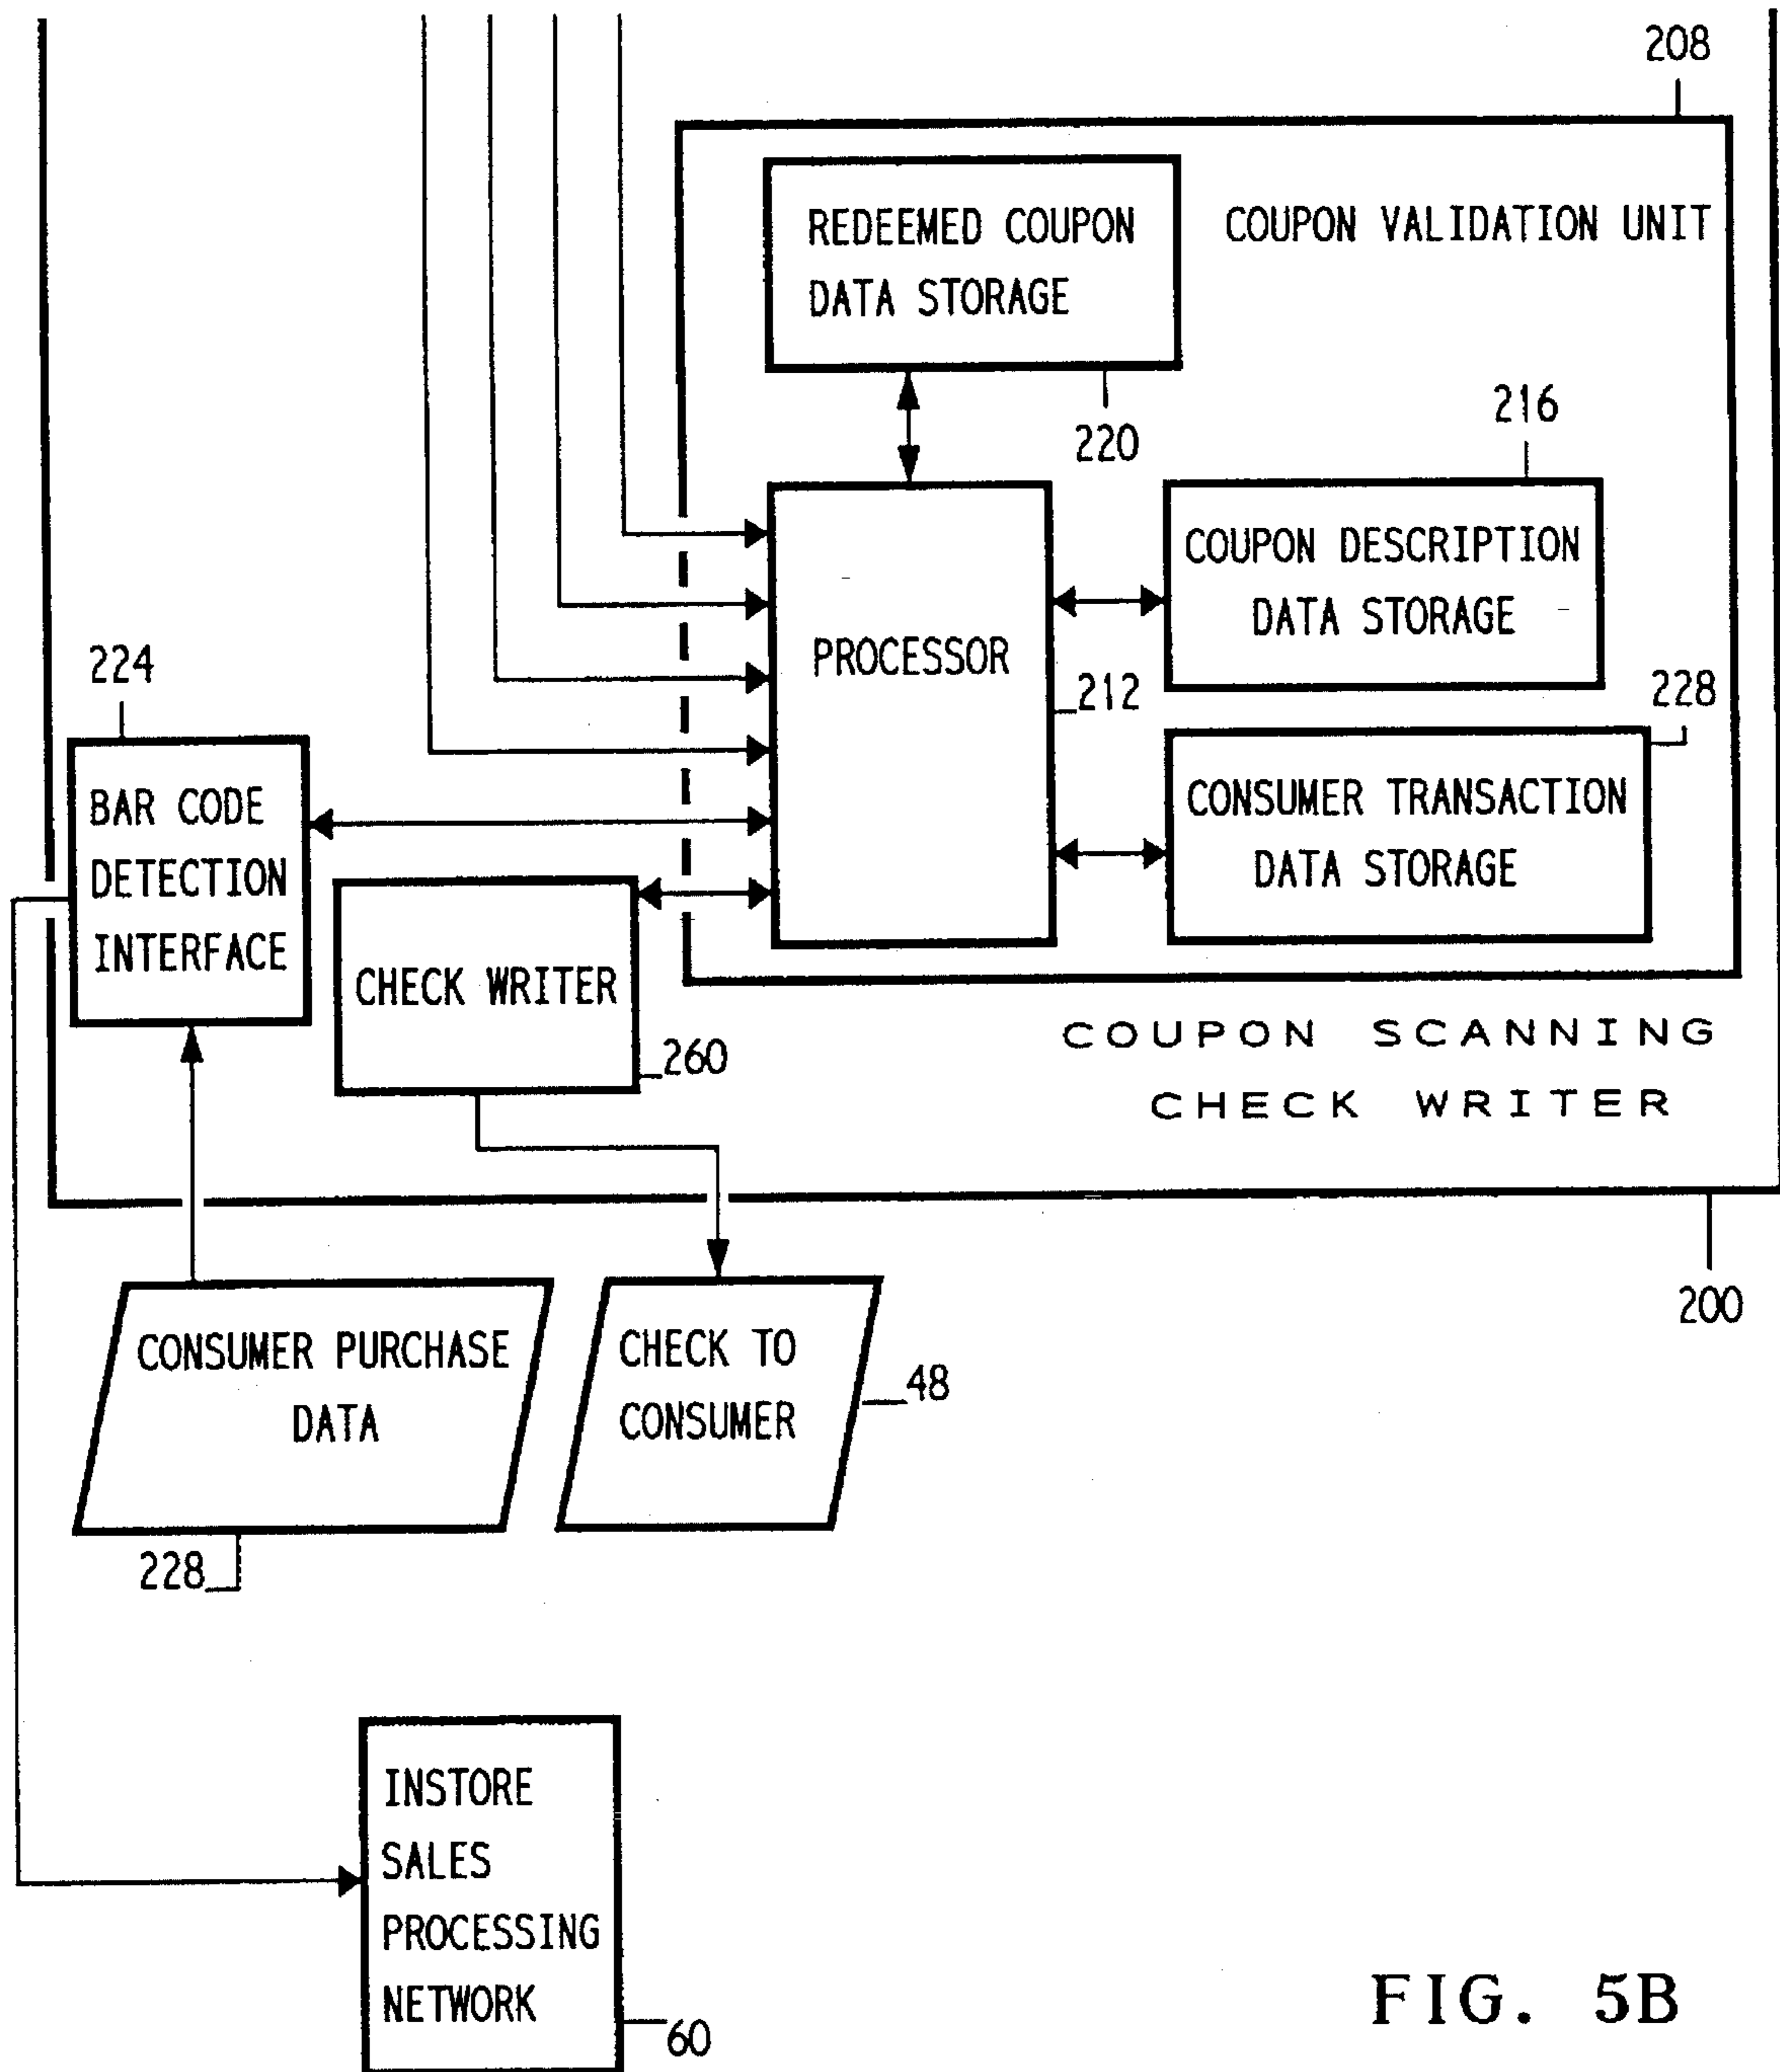 208
REDEEMED COUPON
DATA STORAGE
COUPON VALIDATION UNIT
220
216
COUPON DESCRIPTION
DATA STORAGE
PROCESSOR
212
228
CONSUMER TRANSACTION
DATA STORAGE
224
BAR CODE
DETECTION
INTERFACE
CHECK WRITER
260
COUPON SCANNING
CHECK WRITER
200
CONSUMER PURCHASE
DATA
228
CHECK TO
CONSUMER
48
INSTORE
SALES
PROCESSING
NETWORK
60
FIG. 5B